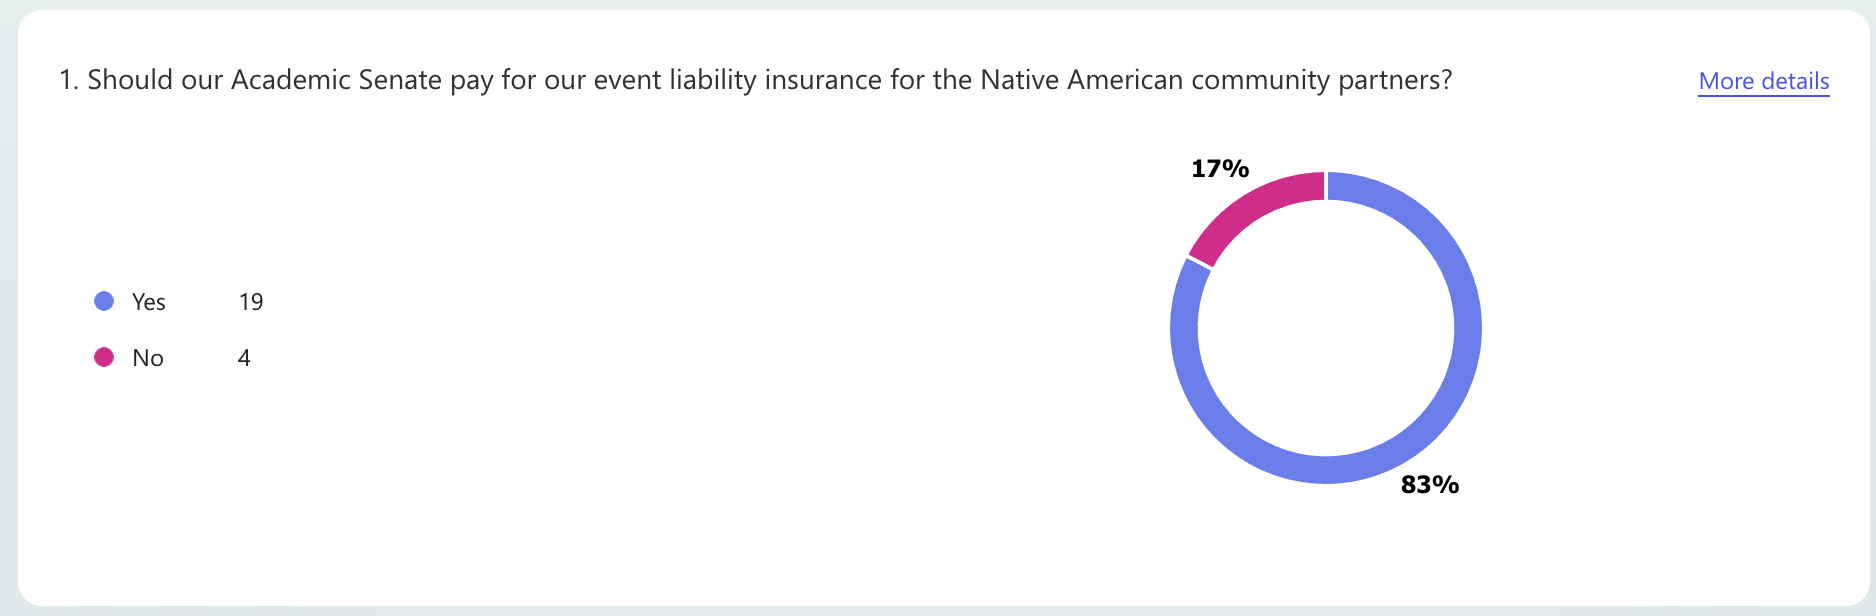 1. Should our Academic Senate pay for our event liability insurance for the Native American community partners?
More details
17%
Yes 19
No 4
83%